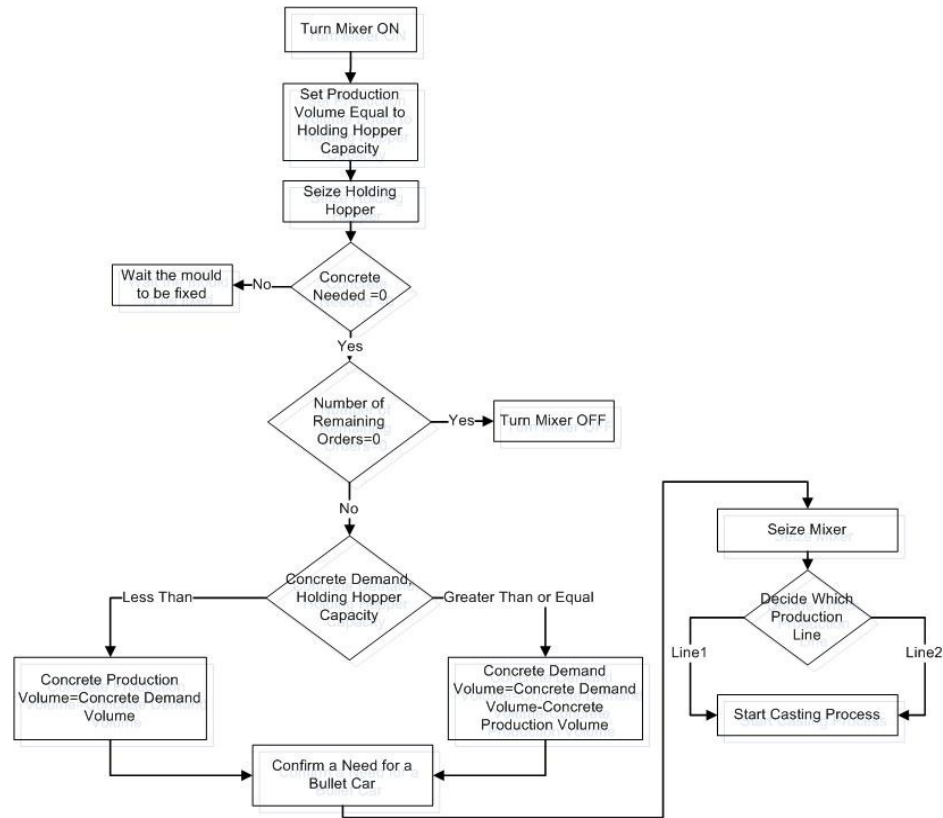 Turn Mixer ON
Set Production
Volume Equal to
Holding Hopper
Capacity
Seize Holding
Hopper
Concrete
Needed =0
No
Wait the mould
to be fixed
Yes
Number of
Remaining
Orders=0
Yes
Turn Mixer OFF
No
Concrete Demand,
Holding Hopper
Capacity
Less Than
Greater Than or Equal
Concrete Production
Volume=Concrete Demand
Volume
Concrete Demand
Volume=Concrete Demand
Volume-Concrete
Production Volume
Confirm a Need for a
Bullet Car
Seize Mixer
Decide Which
Production
Line
Line1
Line2
Start Casting Process